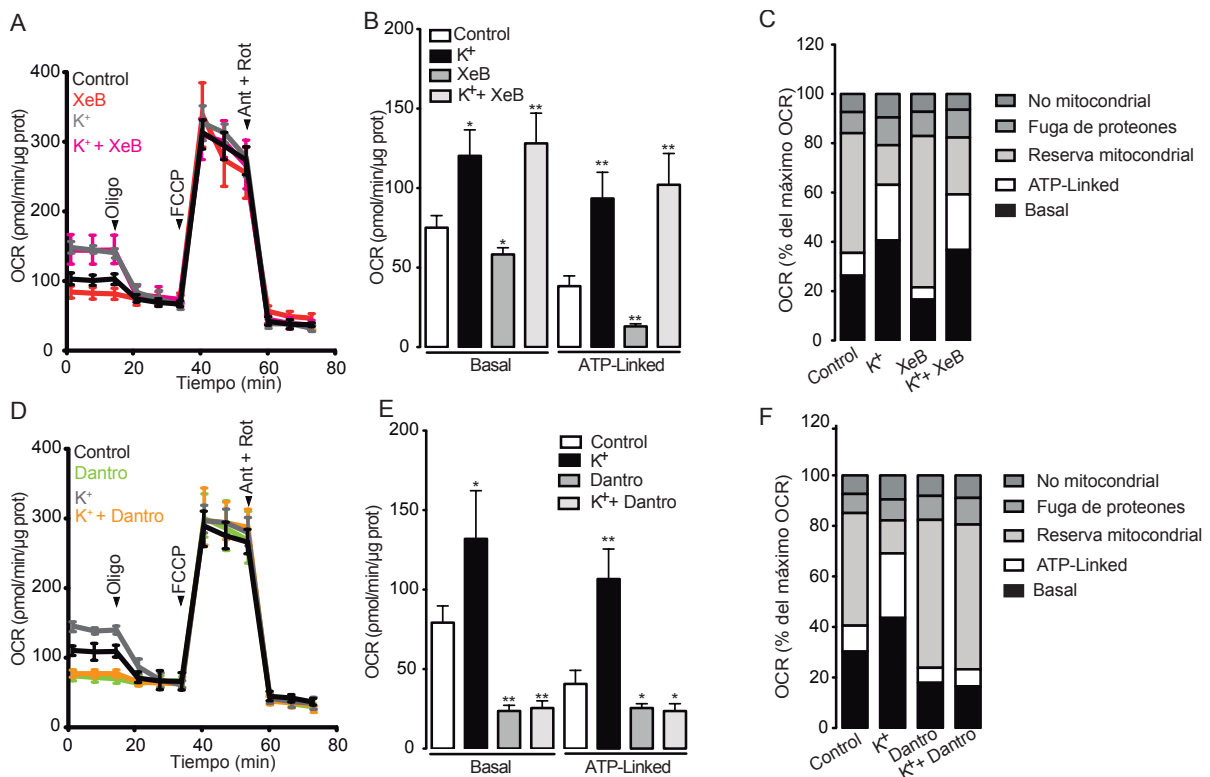 A
Control
XeB
K+
K+ + XeB
Oligo
FCCP
Ant + Rot
OCR (pmol/min/µg prot)
400
300
200
100
0
0 20 40 60 80
Tiempo (min)
B
Control
K+
XeB
K++ XeB
OCR (pmol/min/µg prot)
200
150
100
50
0
* * ** ** ** **
Basal ATP-Linked
C
OCR (% del máximo OCR)
120
100
80
60
40
20
0
Control K+ XeB K++ XeB
No mitocondrial
Fuga de proteones
Reserva mitocondrial
ATP-Linked
Basal
D
Control
Dantro
K+
K+ + Dantro
Oligo
FCCP
Ant + Rot
OCR (pmol/min/µg prot)
400
300
200
100
0
0 20 40 60 80
Tiempo (min)
E
Control
K+
Dantro
K++ Dantro
OCR (pmol/min/µg prot)
200
150
100
50
0
* ** ** ** * *
Basal ATP-Linked
F
OCR (% del máximo OCR)
120
100
80
60
40
20
0
Control K+ Dantro K++ Dantro
No mitocondrial
Fuga de proteones
Reserva mitocondrial
ATP-Linked
Basal